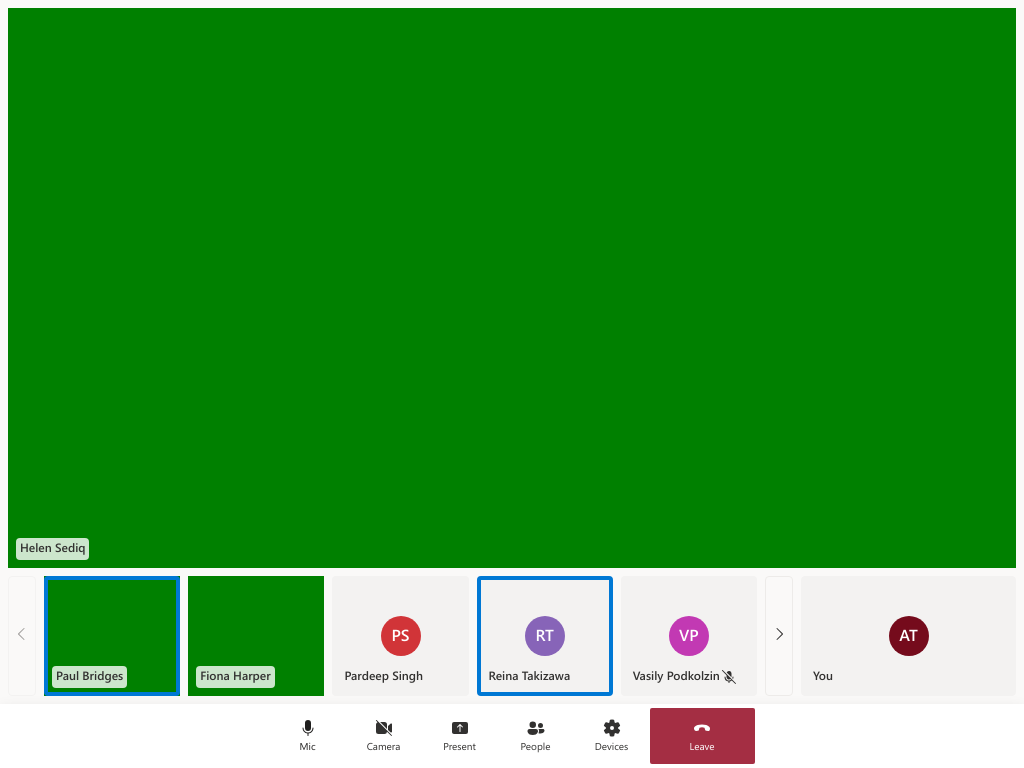 Helen Sediq
Paul Bridges
Fiona Harper
PS
Pardeep Singh
RT
Reina Takizawa
VP
Vasily Podkolzin
AT
You
Mic
Camera
Present
People
Devices
Leave